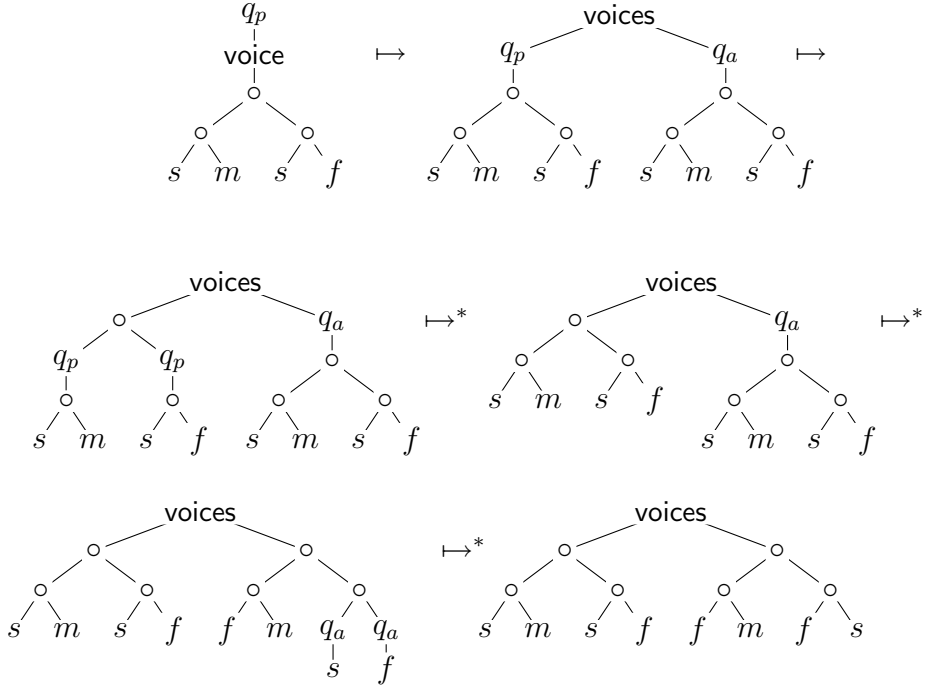 q_p voices
voice ↦ q_p q_a ↦
∘ ∘ ∘
∘ ∘ ∘ ∘ ∘ ∘
s m s f s m s f s m s f
voices voices
∘ q_a ↦* ∘ q_a ↦*
q_p q_p ∘ ∘ ∘ ∘
∘ ∘ ∘ ∘ s m s f ∘ ∘
s m s f s m s f s m s f
voices voices
∘ ∘ ↦* ∘ ∘
∘ ∘ ∘ ∘ ∘ ∘ ∘ ∘
s m s f f m q_a q_a s m s f f m f s
s f